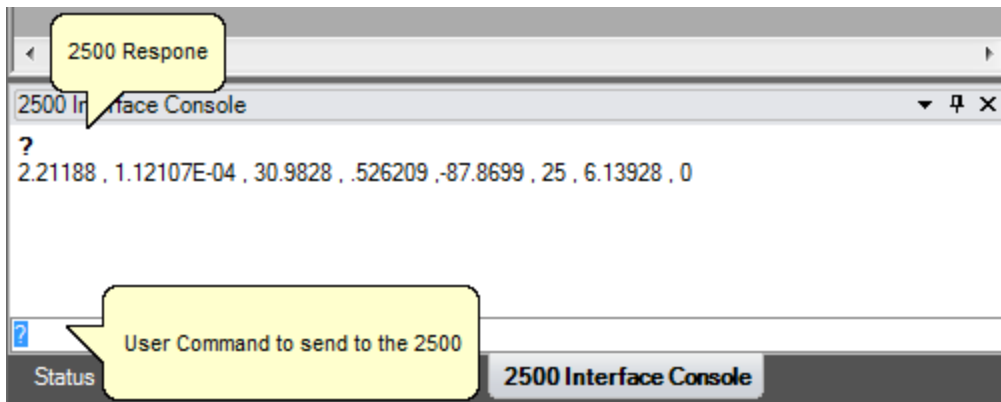 2500 Respone
2500 In face Console
?
2.21188 , 1.12107E-04 , 30.9828 , .526209 ,-87.8699 , 25 , 6.13928 , 0
?
User Command to send to the 2500
Status
2500 Interface Console